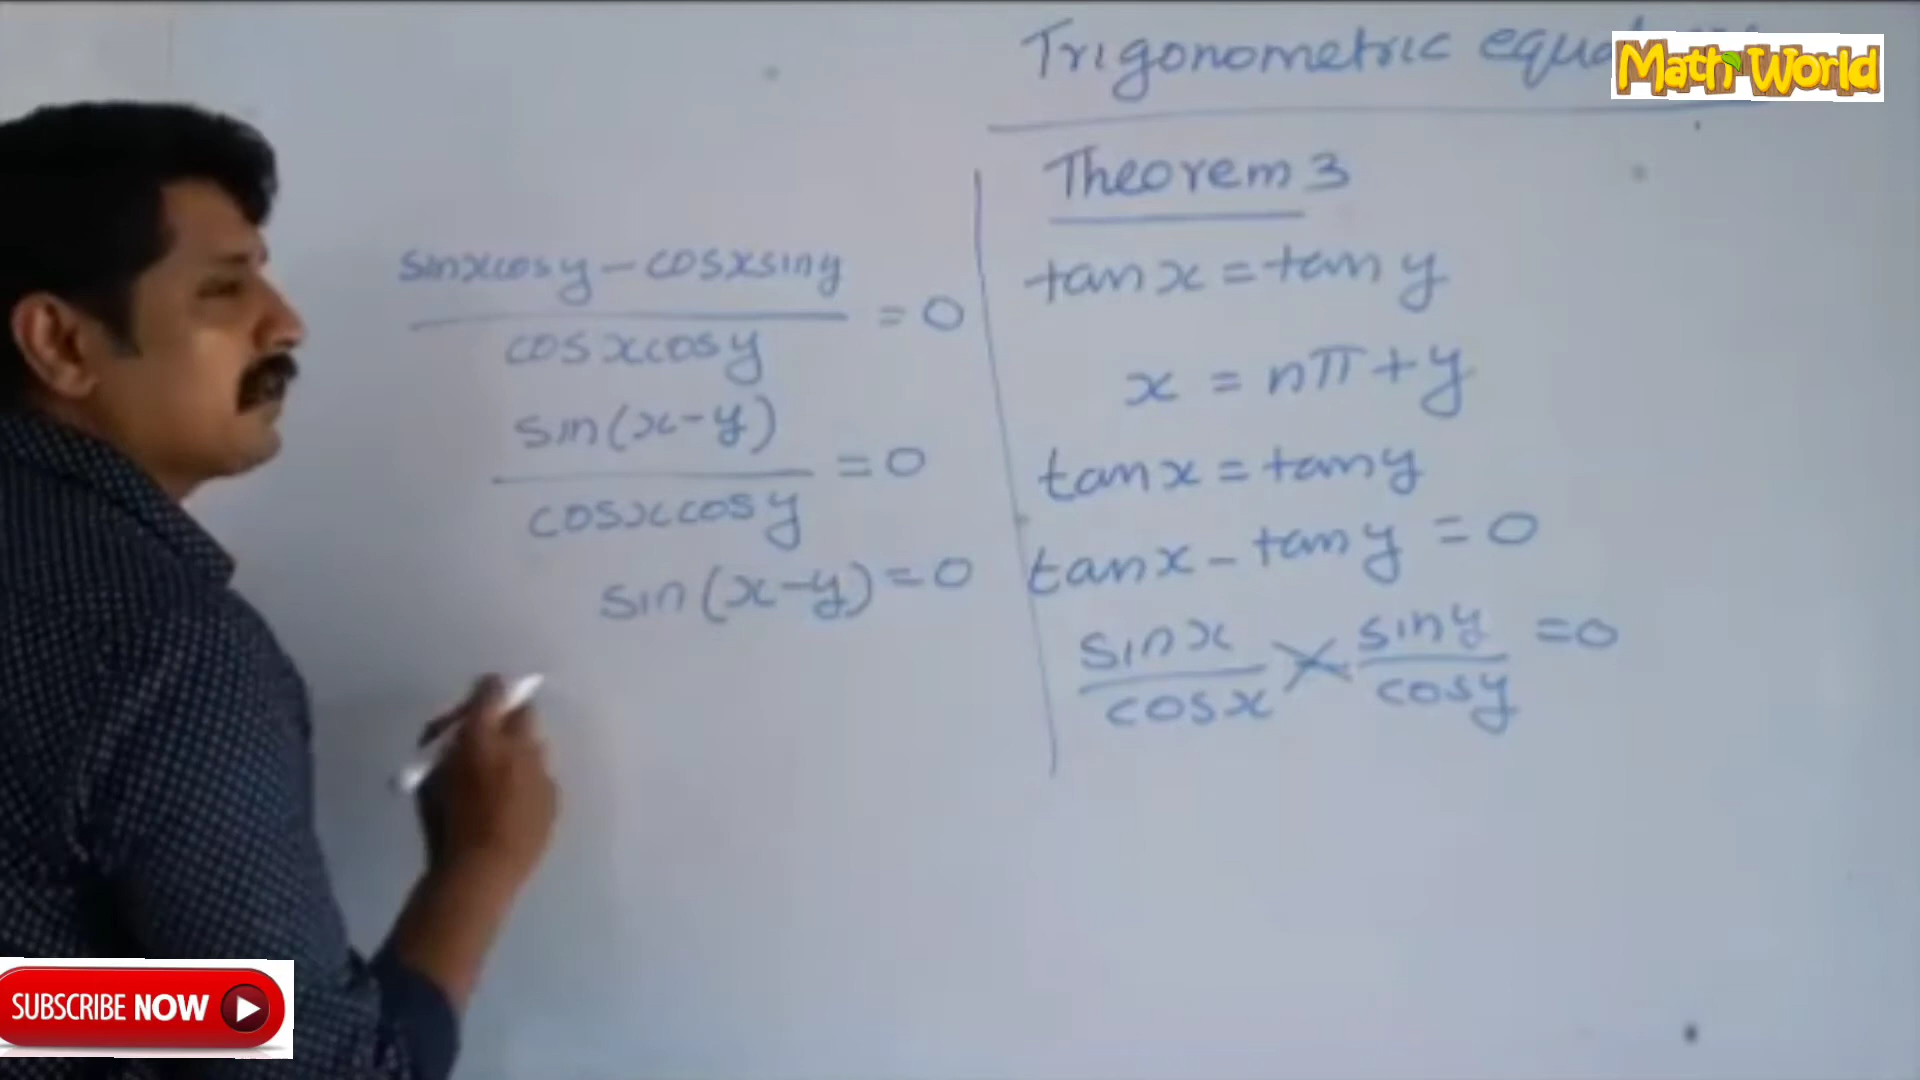 Trigonometric
Math World
Theorem 3
tan x = tan y
x = nπ + y
tan x = tan y
tan x - tan y = 0
sin x / cos x - sin y / cos y = 0
sin x cos y - cos x sin y / cos x cos y = 0
sin(x-y) / cos x cos y = 0
sin(x-y) = 0
SUBSCRIBE NOW